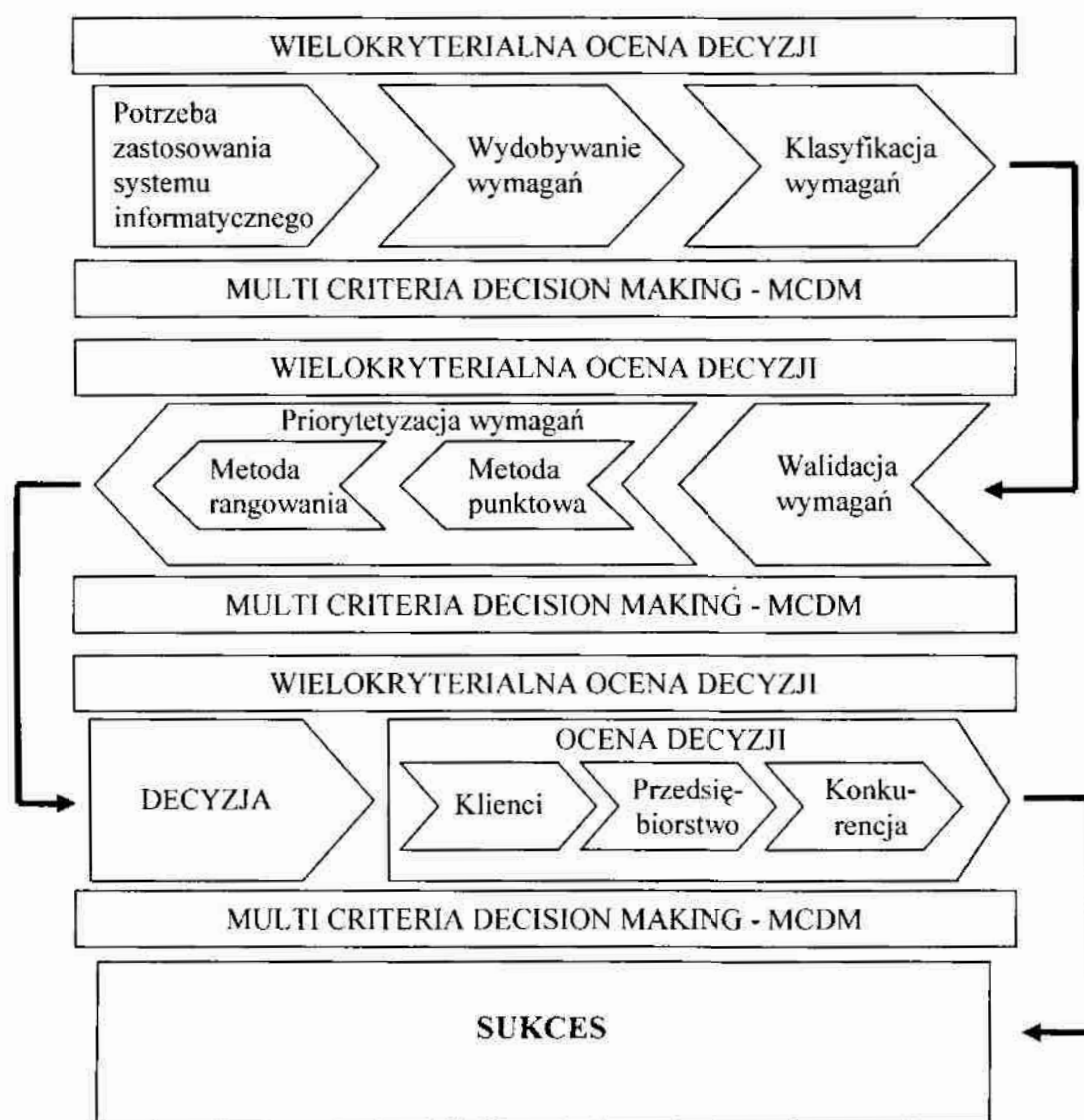 WIELOKRYTERIALNA OCENA DECYZJI
Potrzeba
zastosowania
systemu
informatycznego
Wydobywanie
wymagań
Klasyfikacja
wymagań
MULTI CRITERIA DECISION MAKING - MCDM
WIELOKRYTERIALNA OCENA DECYZJI
Priorytetyzacja wymagań
Metoda
rangowania
Metoda
punktowa
Walidacja
wymagań
MULTI CRITERIA DECISION MAKING - MCDM
WIELOKRYTERIALNA OCENA DECYZJI
DECYZJA
OCENA DECYZJI
Klienci
Przedsię-
biorstwo
Konku-
rencja
MULTI CRITERIA DECISION MAKING - MCDM
SUKCES